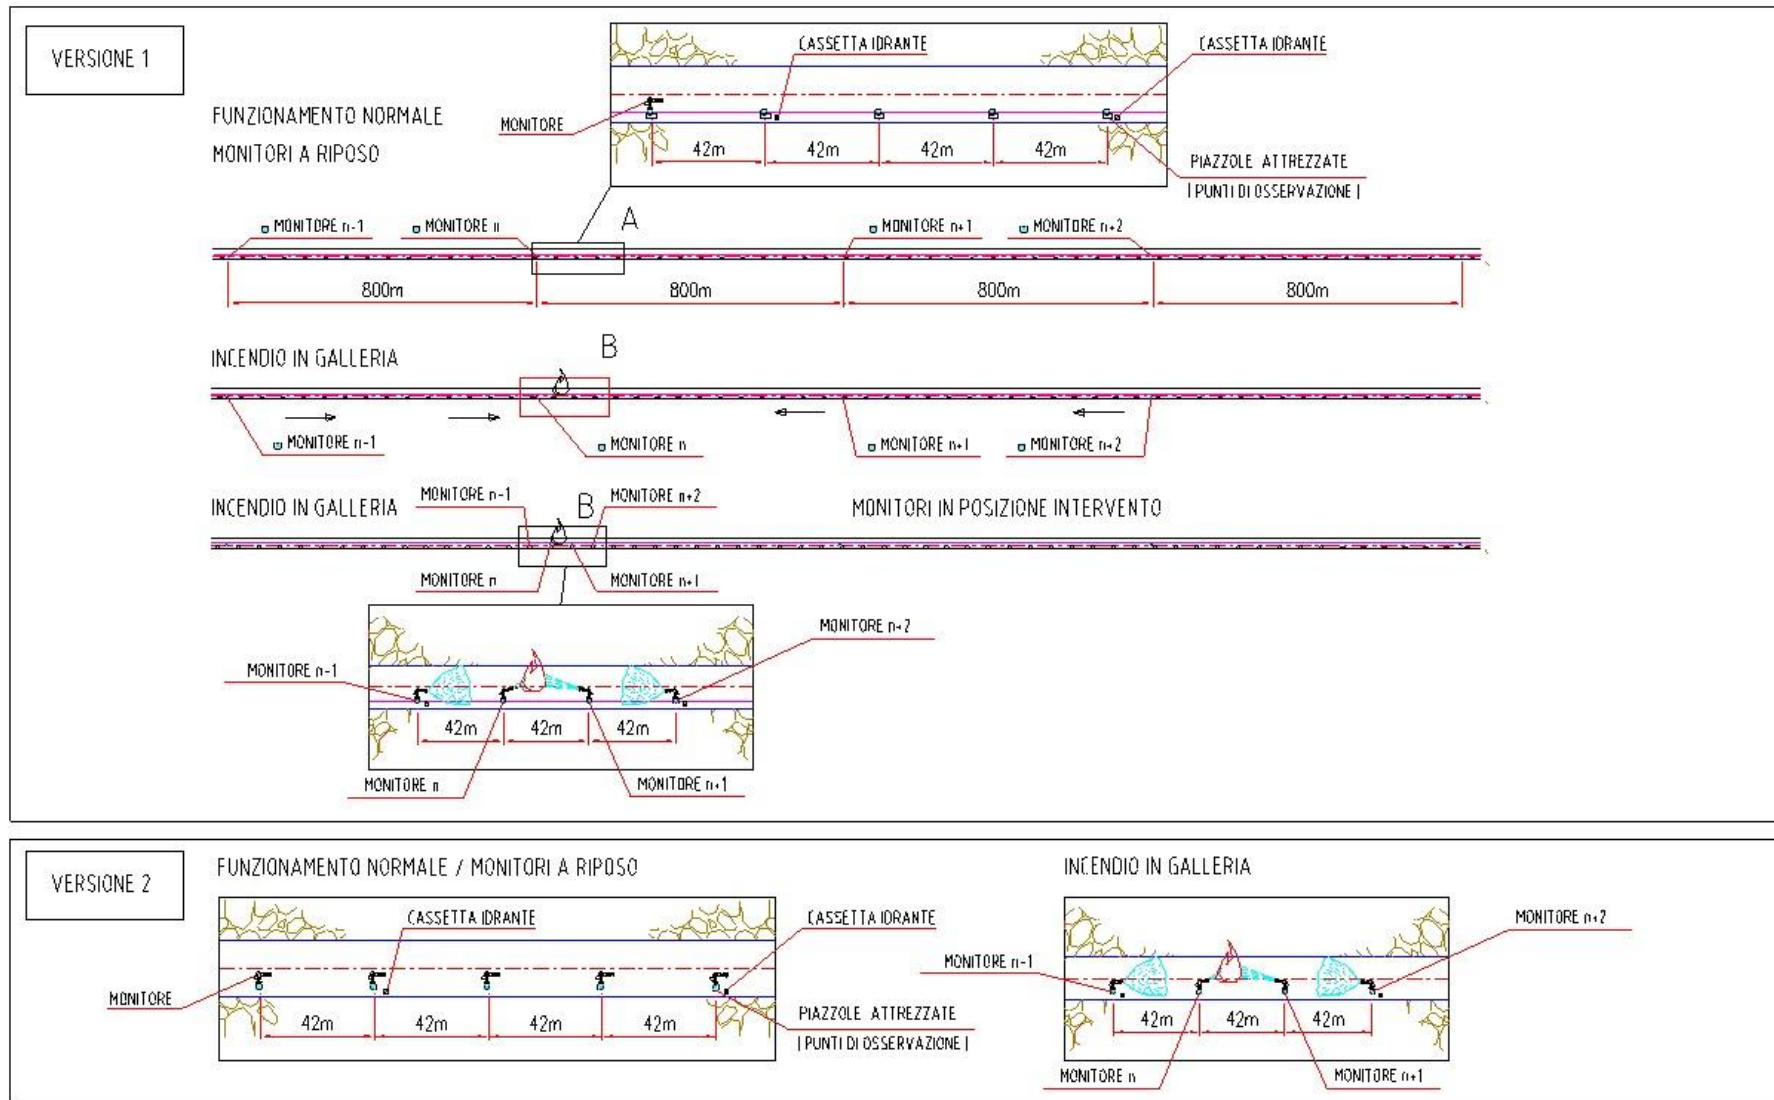 VERSIONE 1
CASSETTA IDRANTE
CASSETTA IDRANTE
FUNZIONAMENTO NORMALE
MONITORI A RIPOSO
MONITORE
42m
42m
42m
42m
PIAZZOLE ATTREZZATE
( PUNTI DI OSSERVAZIONE )
MONITORE n-1
MONITORE n
A
MONITORE n+1
MONITORE n+2
800m
800m
800m
800m
INCENDIO IN GALLERIA
B
MONITORE n-1
MONITORE n
MONITORE n+1
MONITORE n+2
INCENDIO IN GALLERIA
MONITORE n-1
B
MONITORE n+2
MONITORI IN POSIZIONE INTERVENTO
MONITORE n
MONITORE n+1
MONITORE n+2
MONITORE n-1
42m
42m
42m
MONITORE n
MONITORE n+1
VERSIONE 2
FUNZIONAMENTO NORMALE / MONITORI A RIPOSO
CASSETTA IDRANTE
CASSETTA IDRANTE
MONITORE
42m
42m
42m
42m
PIAZZOLE ATTREZZATE
( PUNTI DI OSSERVAZIONE )
INCENDIO IN GALLERIA
MONITORE n+2
MONITORE n-1
42m
42m
42m
MONITORE n
MONITORE n+1